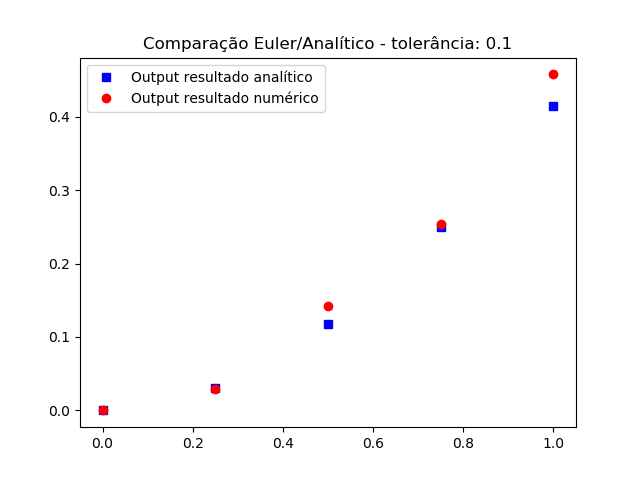 Comparação Euler/Analítico - tolerância: 0.1
Output resultado analítico
Output resultado numérico
0.4
0.3
0.2
0.1
0.0
0.0 0.2 0.4 0.6 0.8 1.0